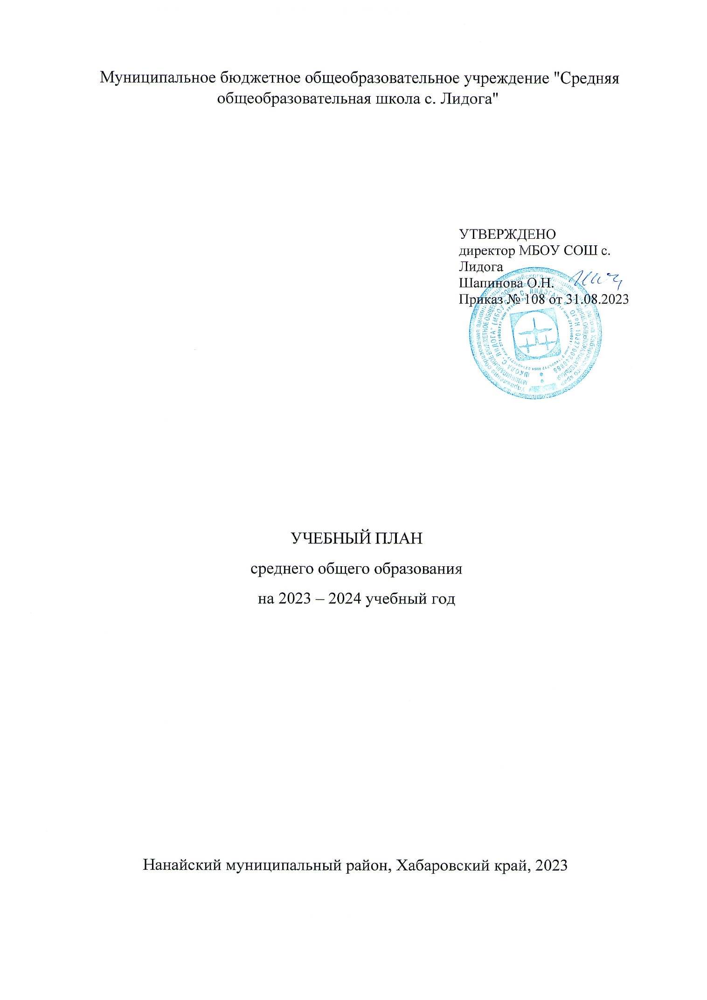 Муниципальное бюджетное общеобразовательное учреждение "Средняя
общеобразовательная школа с. Лидога"
УТВЕРЖДЕНО
директор МБОУ СОШ с.
Лидога
Шапинова О.Н.
Приказ № 108 от 31.08.2023
УЧЕБНЫЙ ПЛАН
среднего общего образования
на 2023 – 2024 учебный год
Нанайский муниципальный район, Хабаровский край, 2023